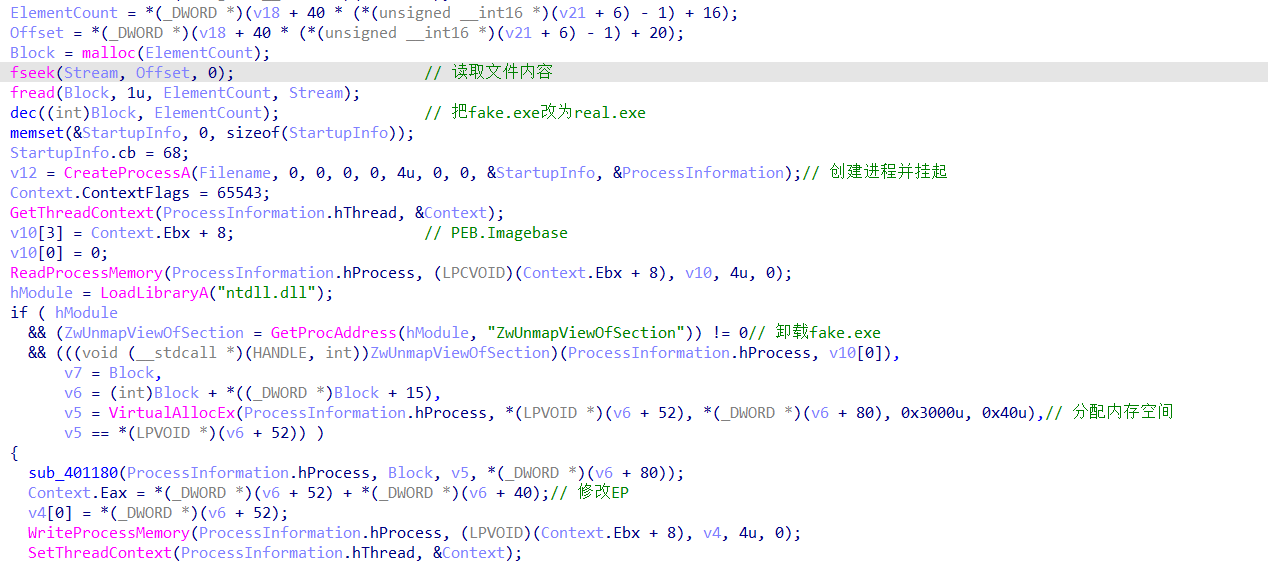 ElementCount = *(_DWORD *)(v18 + 40 * (*(unsigned __int16 *)(v21 + 6) - 1) + 16);
Offset = *(_DWORD *)(v18 + 40 * (*(unsigned __int16 *)(v21 + 6) - 1) + 20);
Block = malloc(ElementCount);
fseek(Stream, Offset, 0); // 读取文件内容
fread(Block, 1u, ElementCount, Stream);
dec((int)Block, ElementCount); // 把fake.exe改为real.exe
memset(&StartupInfo, 0, sizeof(StartupInfo));
StartupInfo.cb = 68;
v12 = CreateProcessA(Filename, 0, 0, 0, 0, 4u, 0, 0, &StartupInfo, &ProcessInformation);// 创建进程并挂起
Context.ContextFlags = 65543;
GetThreadContext(ProcessInformation.hThread, &Context);
v10[3] = Context.Ebx + 8; // PEB.Imagebase
v10[0] = 0;
ReadProcessMemory(ProcessInformation.hProcess, (LPCVOID)(Context.Ebx + 8), v10, 4u, 0);
hModule = LoadLibraryA("ntdll.dll");
if ( hModule
&& (ZwUnmapViewOfSection = GetProcAddress(hModule, "ZwUnmapViewOfSection")) != 0// 卸载fake.exe
&& (((void (__stdcall *)(HANDLE, int))ZwUnmapViewOfSection)(ProcessInformation.hProcess, v10[0]),
v7 = Block,
v6 = (int)Block + *((_DWORD *)Block + 15),
v5 = VirtualAllocEx(ProcessInformation.hProcess, *(LPVOID *)(v6 + 52), *(_DWORD *)(v6 + 80), 0x3000u, 0x40u),// 分配内存空间
v5 == *(LPVOID *)(v6 + 52)) )
{
sub_401180(ProcessInformation.hProcess, Block, v5, *(_DWORD *)(v6 + 80));
Context.Eax = *(_DWORD *)(v6 + 52) + *(_DWORD *)(v6 + 40);// 修改EP
v4[0] = *(_DWORD *)(v6 + 52);
WriteProcessMemory(ProcessInformation.hProcess, (LPVOID)(Context.Ebx + 8), v4, 4u, 0);
SetThreadContext(ProcessInformation.hThread, &Context);